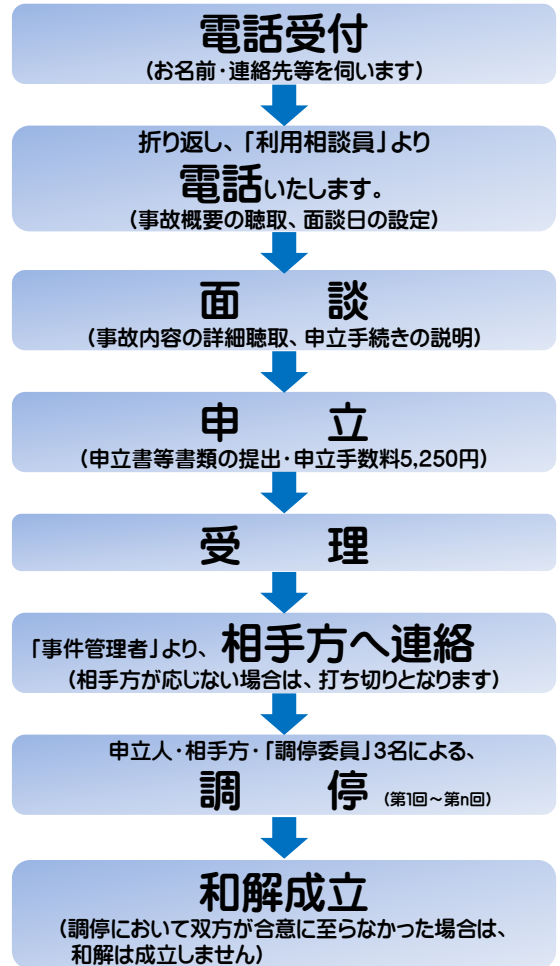 電話受付
（お名前・連絡先等を伺います）
折り返し、「利用相談員」より
電話いたします。
（事故概要の聴取、面談日の設定）
面　談
（事故内容の詳細聴取、申立手続きの説明）
申　立
（申立書等書類の提出・申立手数料5,250円）
受　理
「事件管理者」より、相手方へ連絡
（相手方が応じない場合は、打ち切りとなります）
申立人・相手方・「調停委員」3名による、
調　停（第1回～第n回）
和解成立
（調停において双方が合意に至らなかった場合は、
和解は成立しません）